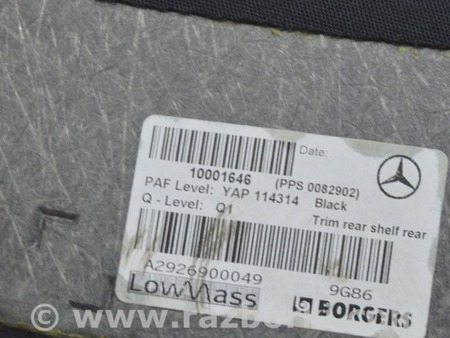 Date:
10001646 (PPS 0082902)
PAF Level: YAP 114314 Black
Q - Level: Q1
Trim rear shelf rear
A2926900049
9G86
LowMass
BORGERS
© www.razbor